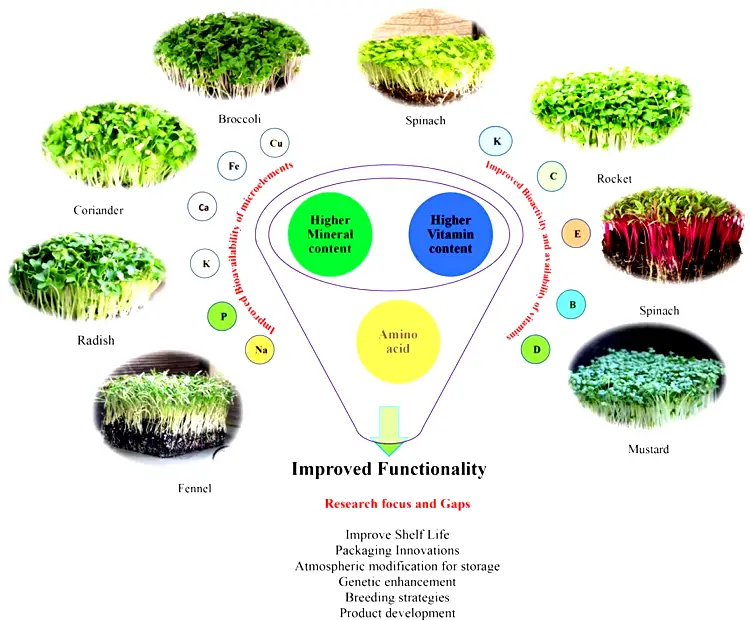 Broccoli
Spinach
Coriander
Rocket
Radish
Spinach
Fennel
Mustard
Cu
Fe
Ca
K
P
Na
Improved Bioavailability of microelements
K
C
E
B
D
Improved Bioactivity and availability of vitamins
Higher
Mineral
content
Higher
Vitamin
content
Amino
acid
Improved Functionality
Research focus and Gaps
Improve Shelf Life
Packaging Innovations
Atmospheric modification for storage
Genetic enhancement
Breeding strategies
Product development